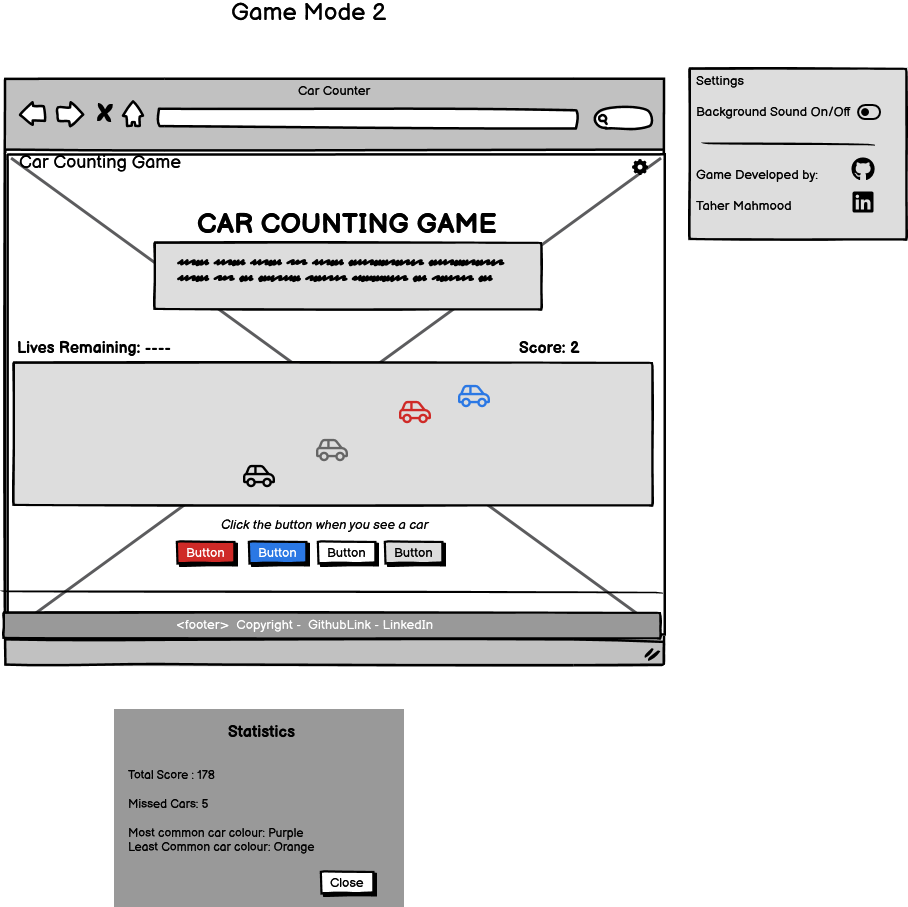 Game Mode 2
Car Counter
Settings
Background Sound On/Off
Game Developed by:
Taher Mahmood
Car Counting Game
CAR COUNTING GAME
Lives Remaining: ----
Score: 2
Click the button when you see a car
Button Button Button Button
<footer> Copyright - GithubLink - LinkedIn
Statistics
Total Score : 178
Missed Cars: 5
Most common car colour: Purple
Least Common car colour: Orange
Close